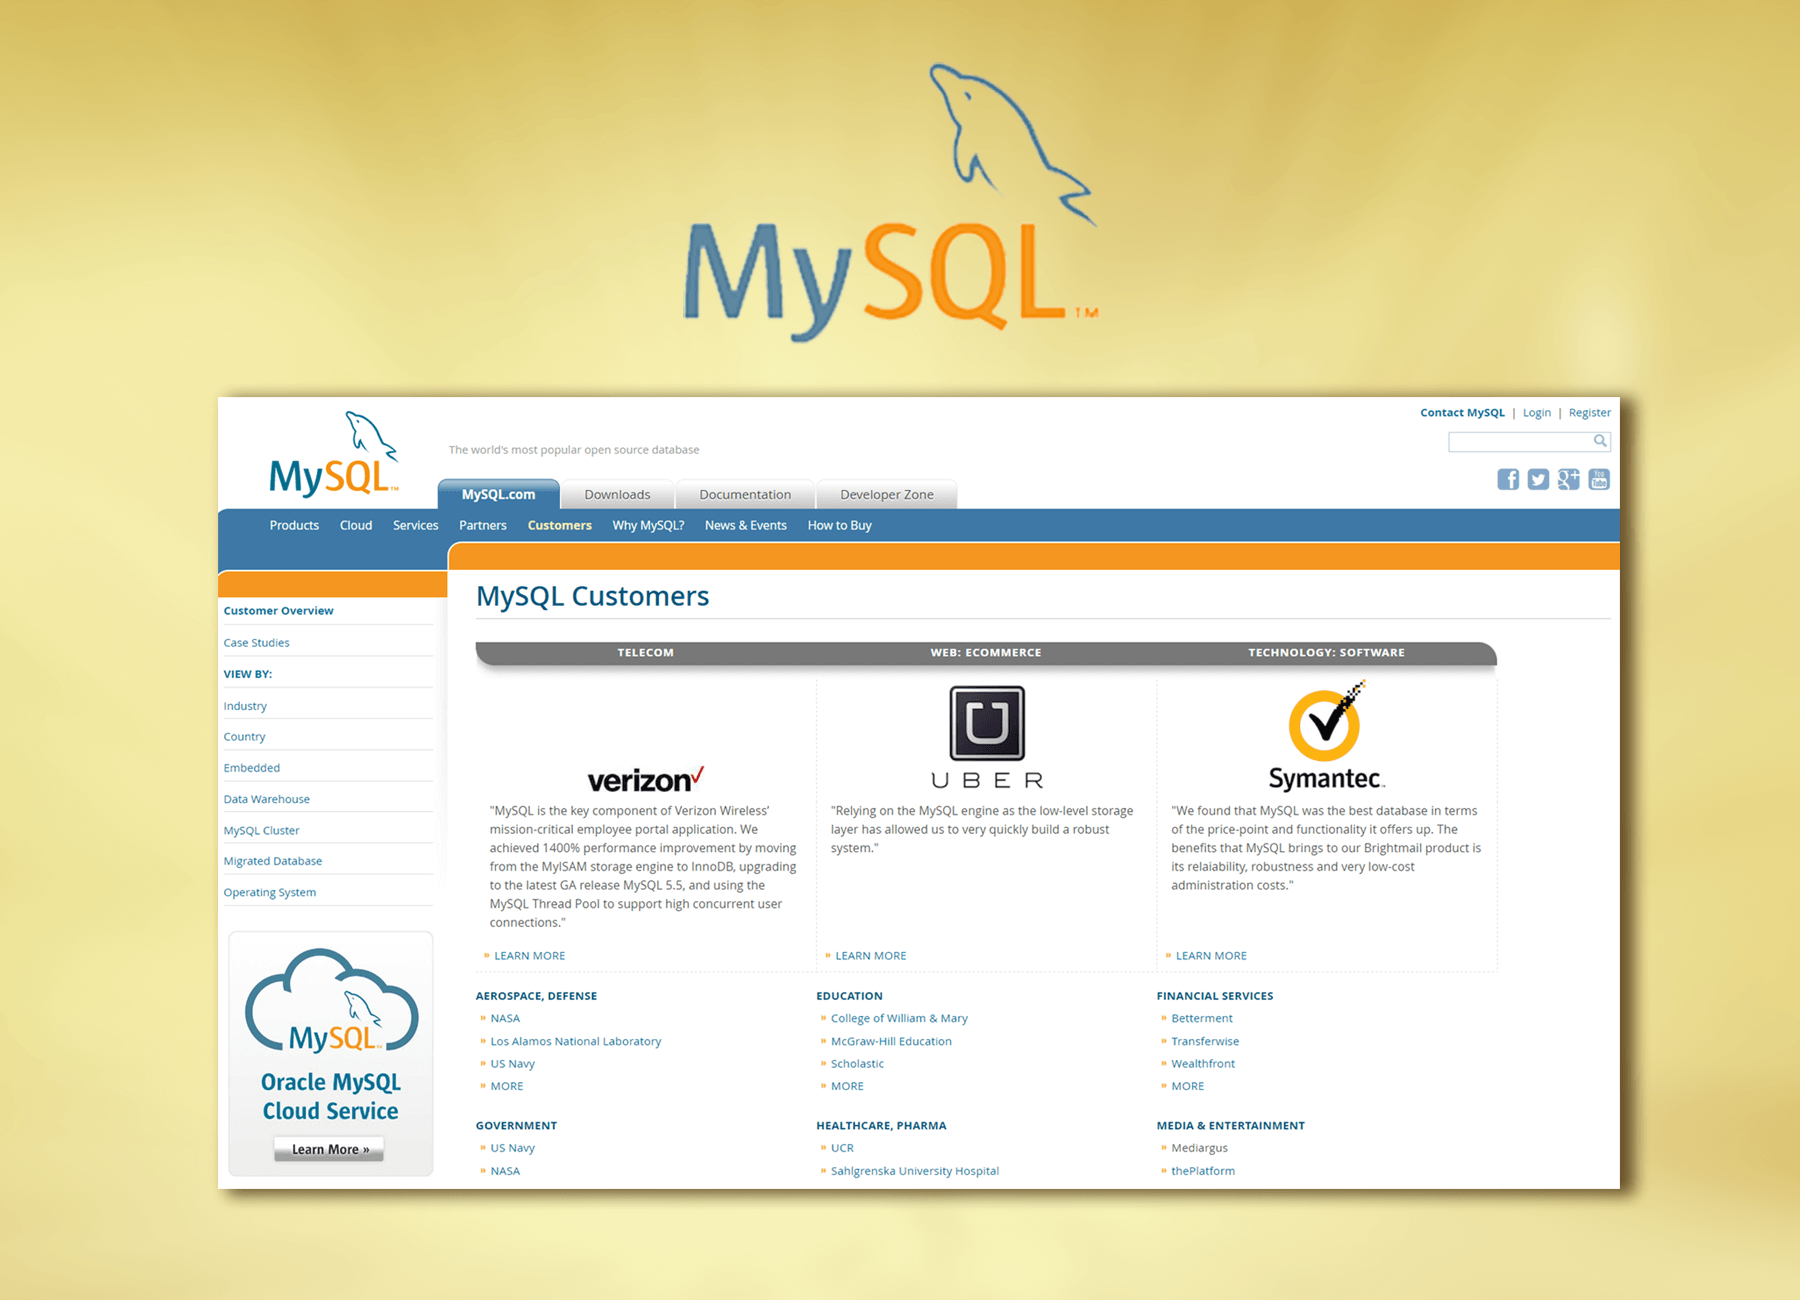 MySQL™
Contact MySQL | Login | Register
MySQL™
The world's most popular open source database
MySQL.com
Downloads
Documentation
Developer Zone
Products
Cloud
Services
Partners
Customers
Why MySQL?
News & Events
How to Buy
Customer Overview
Case Studies
VIEW BY:
Industry
Country
Embedded
Data Warehouse
MySQL Cluster
Migrated Database
Operating System
MySQL™
Oracle MySQL
Cloud Service
Learn More »
MySQL Customers
TELECOM
WEB: ECOMMERCE
TECHNOLOGY: SOFTWARE
verizon
"MySQL is the key component of Verizon Wireless’
mission-critical employee portal application. We
achieved 1400% performance improvement by moving
from the MyISAM storage engine to InnoDB, upgrading
to the latest GA release MySQL 5.5, and using the
MySQL Thread Pool to support high concurrent user
connections."
» LEARN MORE
U
UBER
"Relying on the MySQL engine as the low-level storage
layer has allowed us to very quickly build a robust
system."
» LEARN MORE
Symantec.
"We found that MySQL was the best database in terms
of the price-point and functionality it offers up. The
benefits that MySQL brings to our Brightmail product is
its relaiability, robustness and very low-cost
administration costs."
» LEARN MORE
AEROSPACE, DEFENSE
» NASA
» Los Alamos National Laboratory
» US Navy
» MORE
EDUCATION
» College of William & Mary
» McGraw-Hill Education
» Scholastic
» MORE
FINANCIAL SERVICES
» Betterment
» Transferwise
» Wealthfront
» MORE
GOVERNMENT
» US Navy
» NASA
HEALTHCARE, PHARMA
» UCR
» Sahlgrenska University Hospital
MEDIA & ENTERTAINMENT
» Mediargus
» thePlatform